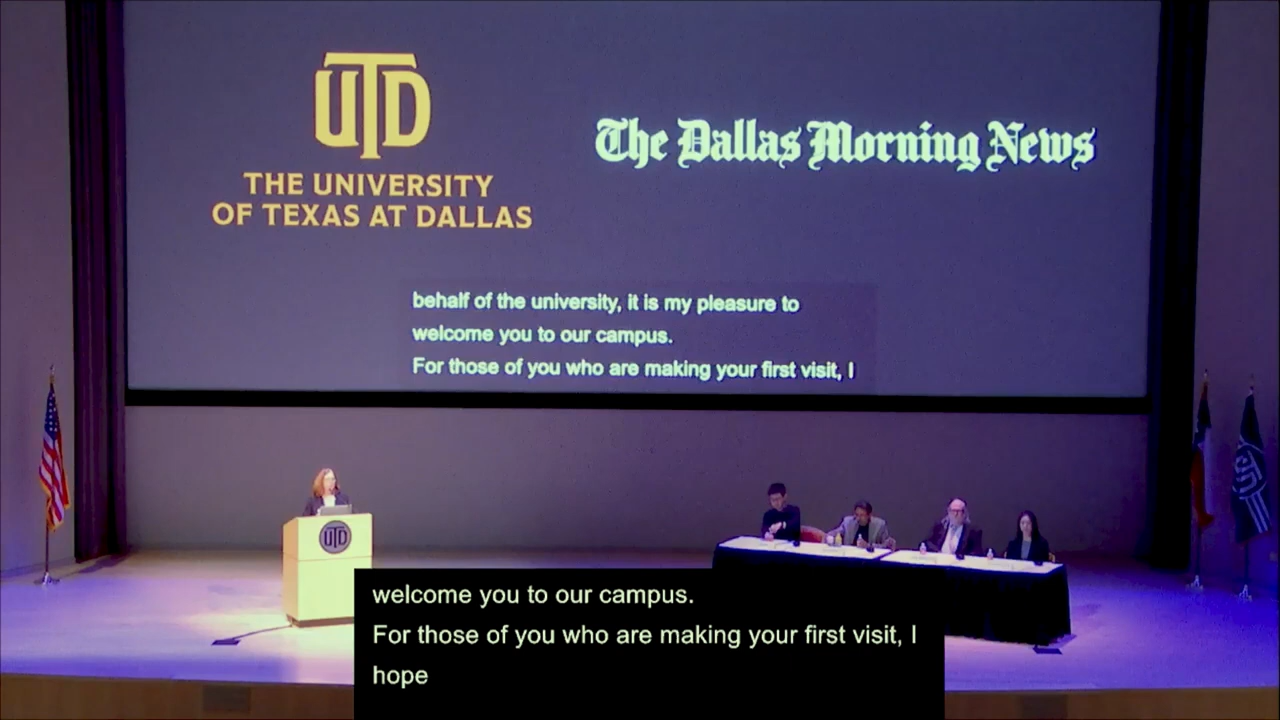 UTD
THE UNIVERSITY
OF TEXAS AT DALLAS
The Dallas Morning News
behalf of the university, it is my pleasure to
welcome you to our campus.
For those of you who are making your first visit, I
UTD
welcome you to our campus.
For those of you who are making your first visit, I
hope